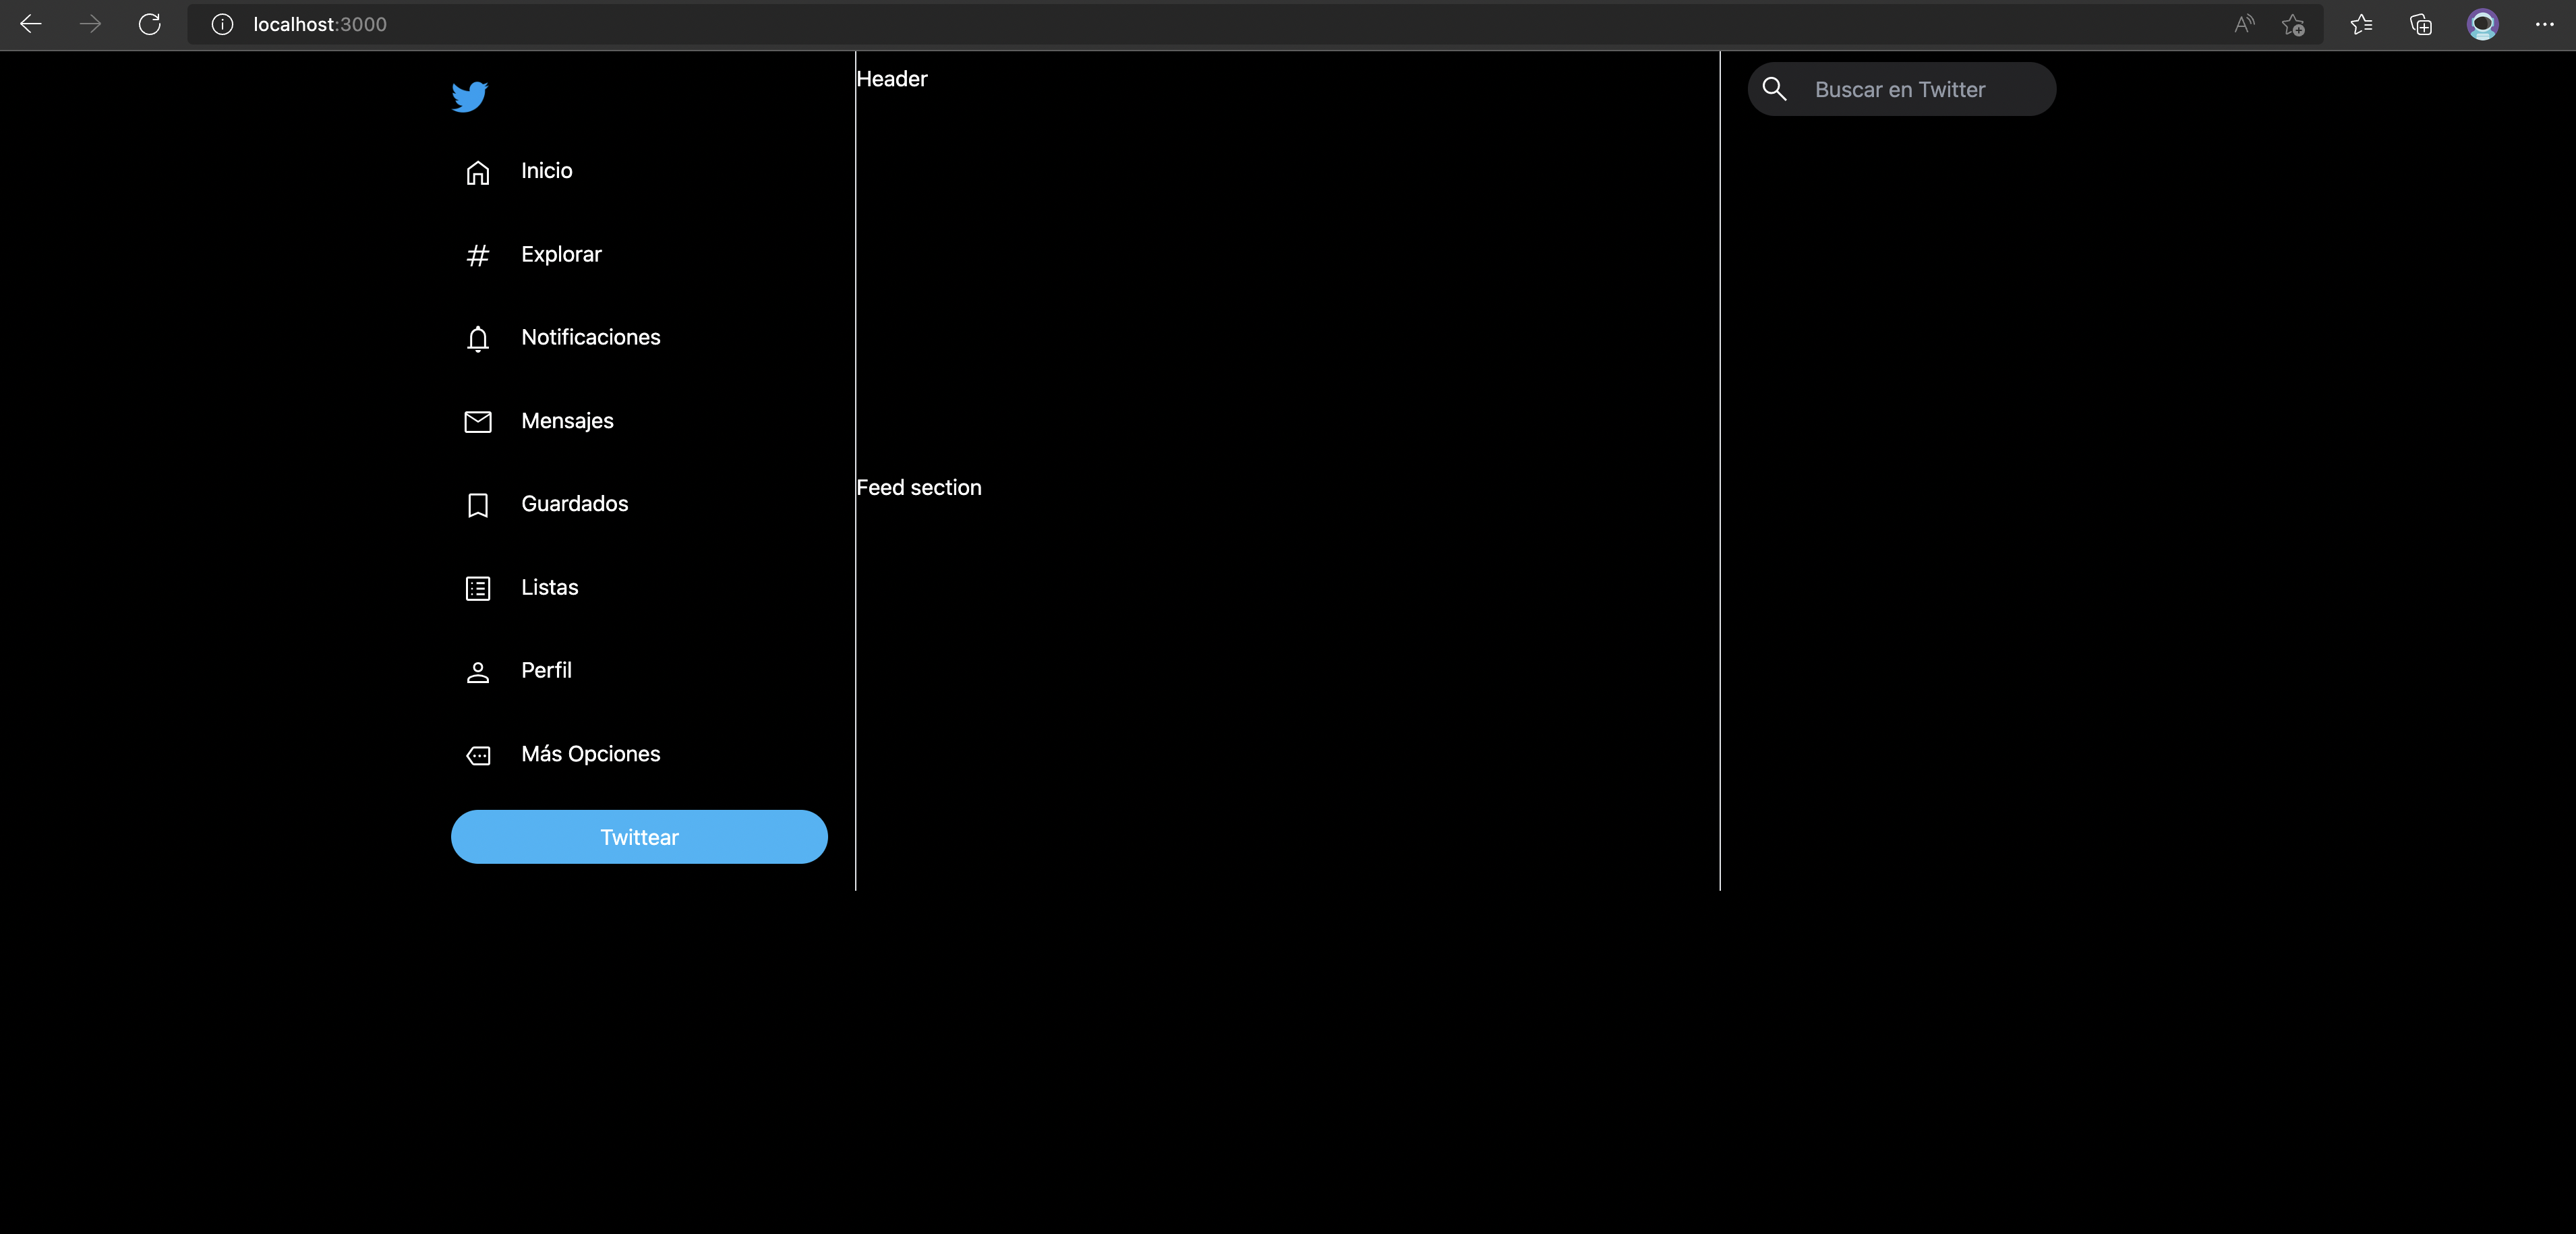 localhost:3000
Inicio
Explorar
Notificaciones
Mensajes
Guardados
Listas
Perfil
Más Opciones
Twittear
Header
Feed section
Buscar en Twitter